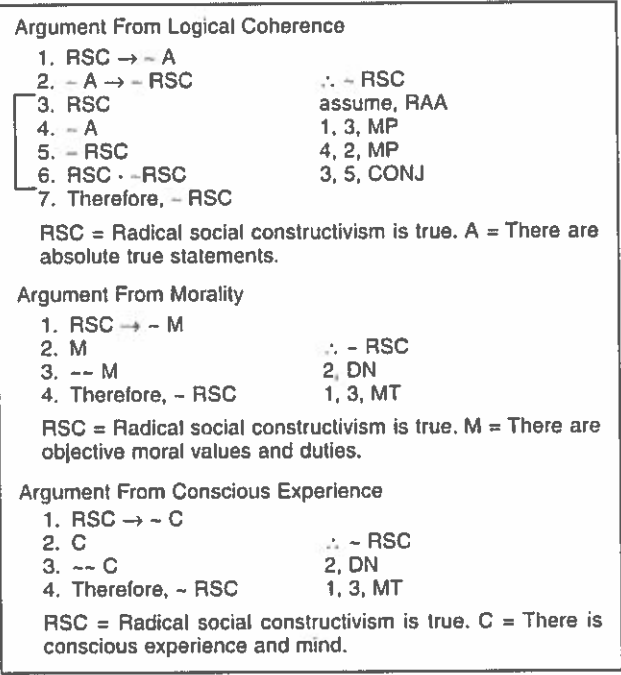 Argument From Logical Coherence
1. RSC → ~ A
2. ~ A → ~ RSC ∴ ~ RSC
3. RSC assume, RAA
4. ~ A 1, 3, MP
5. ~ RSC 4, 2, MP
6. RSC · ~RSC 3, 5, CONJ
7. Therefore, ~ RSC
RSC = Radical social constructivism is true. A = There are
absolute true statements.
Argument From Morality
1. RSC → ~ M
2. M ∴ ~ RSC
3. ~~ M 2, DN
4. Therefore, ~ RSC 1, 3, MT
RSC = Radical social constructivism is true. M = There are
objective moral values and duties.
Argument From Conscious Experience
1. RSC → ~ C
2. C ∴ ~ RSC
3. ~~ C 2, DN
4. Therefore, ~ RSC 1, 3, MT
RSC = Radical social constructivism is true. C = There is
conscious experience and mind.